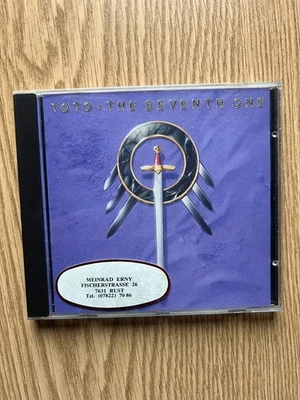 TOTO · THE SEVENTH ONE
MEINRAD ERNY
FISCHERSTRASSE 26
7631 RUST
Tel. (07822) 70 86